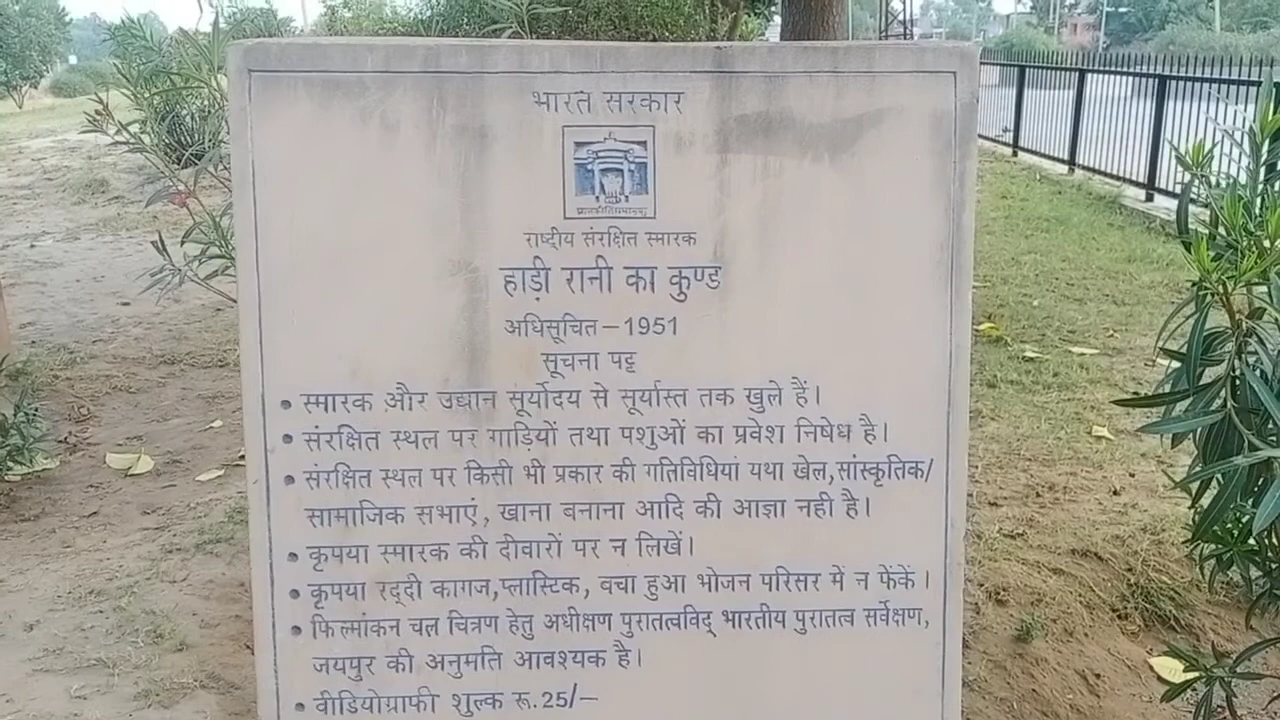 भारत सरकार
राष्ट्रीय संरक्षित स्मारक
हाड़ी रानी का कुण्ड
अधिसूचित – 1951
सूचना पट्ट
• स्मारक और उद्यान सूर्योदय से सूर्यास्त तक खुले हैं।
• संरक्षित स्थल पर गाड़ियों तथा पशुओं का प्रवेश निषेध है।
• संरक्षित स्थल पर किसी भी प्रकार की गतिविधियां यथा खेल,सांस्कृतिक/
सामाजिक सभाएं, खाना बनाना आदि की आज्ञा नही है।
• कृपया स्मारक की दीवारों पर न लिखें।
• कृपया रद्दी कागज,प्लास्टिक, बचा हुआ भोजन परिसर में न फेंकें।
• फिल्मांकन चल चित्रण हेतु अधीक्षण पुरातत्वविद् भारतीय पुरातत्व सर्वेक्षण,
जयपुर की अनुमति आवश्यक है।
• वीडियोग्राफी शुल्क रू.25/–